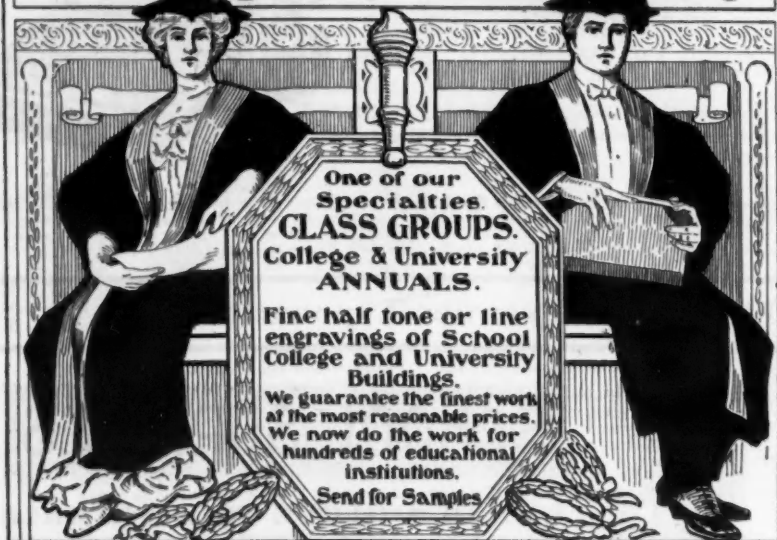 One of our
Specialties.
CLASS GROUPS.
College & University
ANNUALS.
Fine half tone or line
engravings of School
College and University
Buildings.
We guarantee the finest work
at the most reasonable prices.
We now do the work for
hundreds of educational
institutions.
Send for Samples